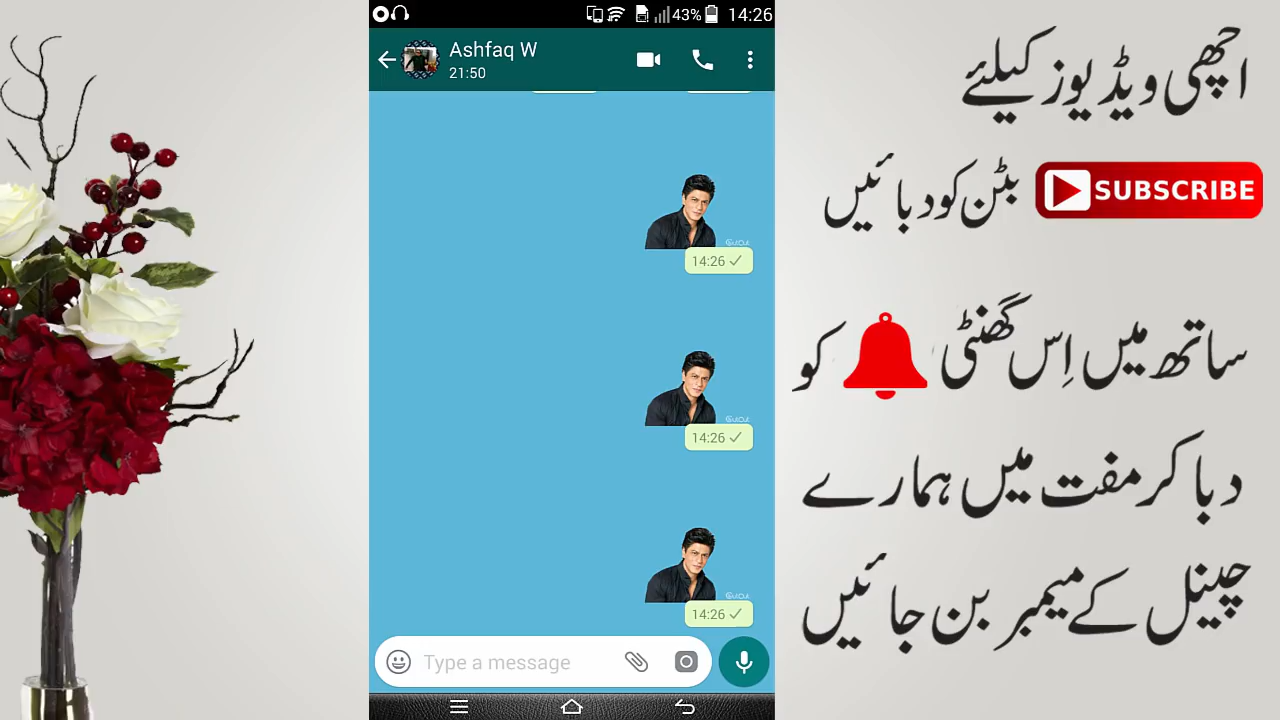 43% 14:26
Ashfaq W
21:50
14:26
14:26
14:26
Type a message
اچھی ویڈیوز کیلئے
بٹن کو دبائیں SUBSCRIBE
ساتھ میں اِس گھنٹی کو
دبا کر مفت میں ہمارے
چینل کے میمبر بن جائیں